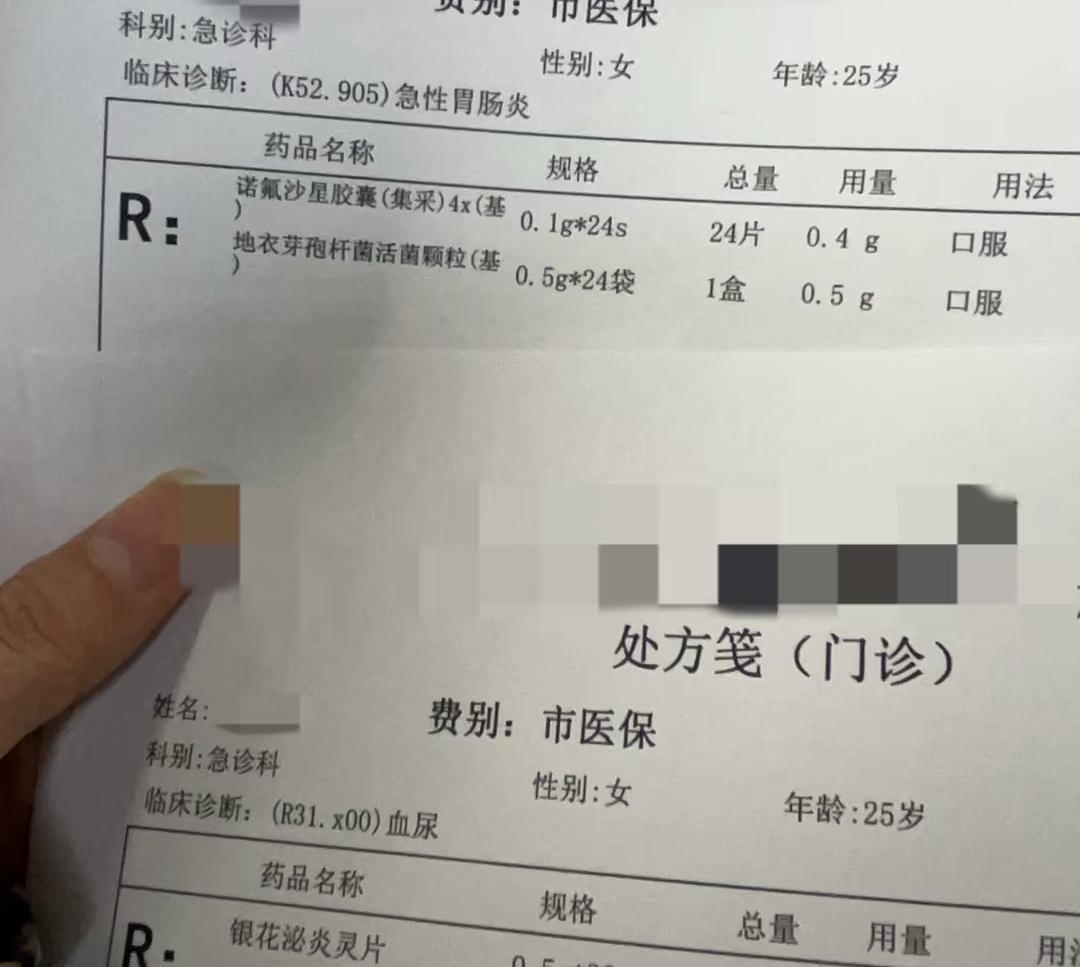 费别：市医保
科别:急诊科
性别:女 年龄:25岁
临床诊断：(K52.905)急性胃肠炎
药品名称 规格 总量 用量 用法
R：
诺氟沙星胶囊(集采)4x(基) 0.1g*24s 24片 0.4 g 口服
地衣芽孢杆菌活菌颗粒(基) 0.5g*24袋 1盒 0.5 g 口服
处方笺（门诊）
姓名:
费别：市医保
科别:急诊科
性别:女 年龄:25岁
临床诊断：(R31.x00)血尿
药品名称 规格 总量 用量 用法
R：
银花泌炎灵片